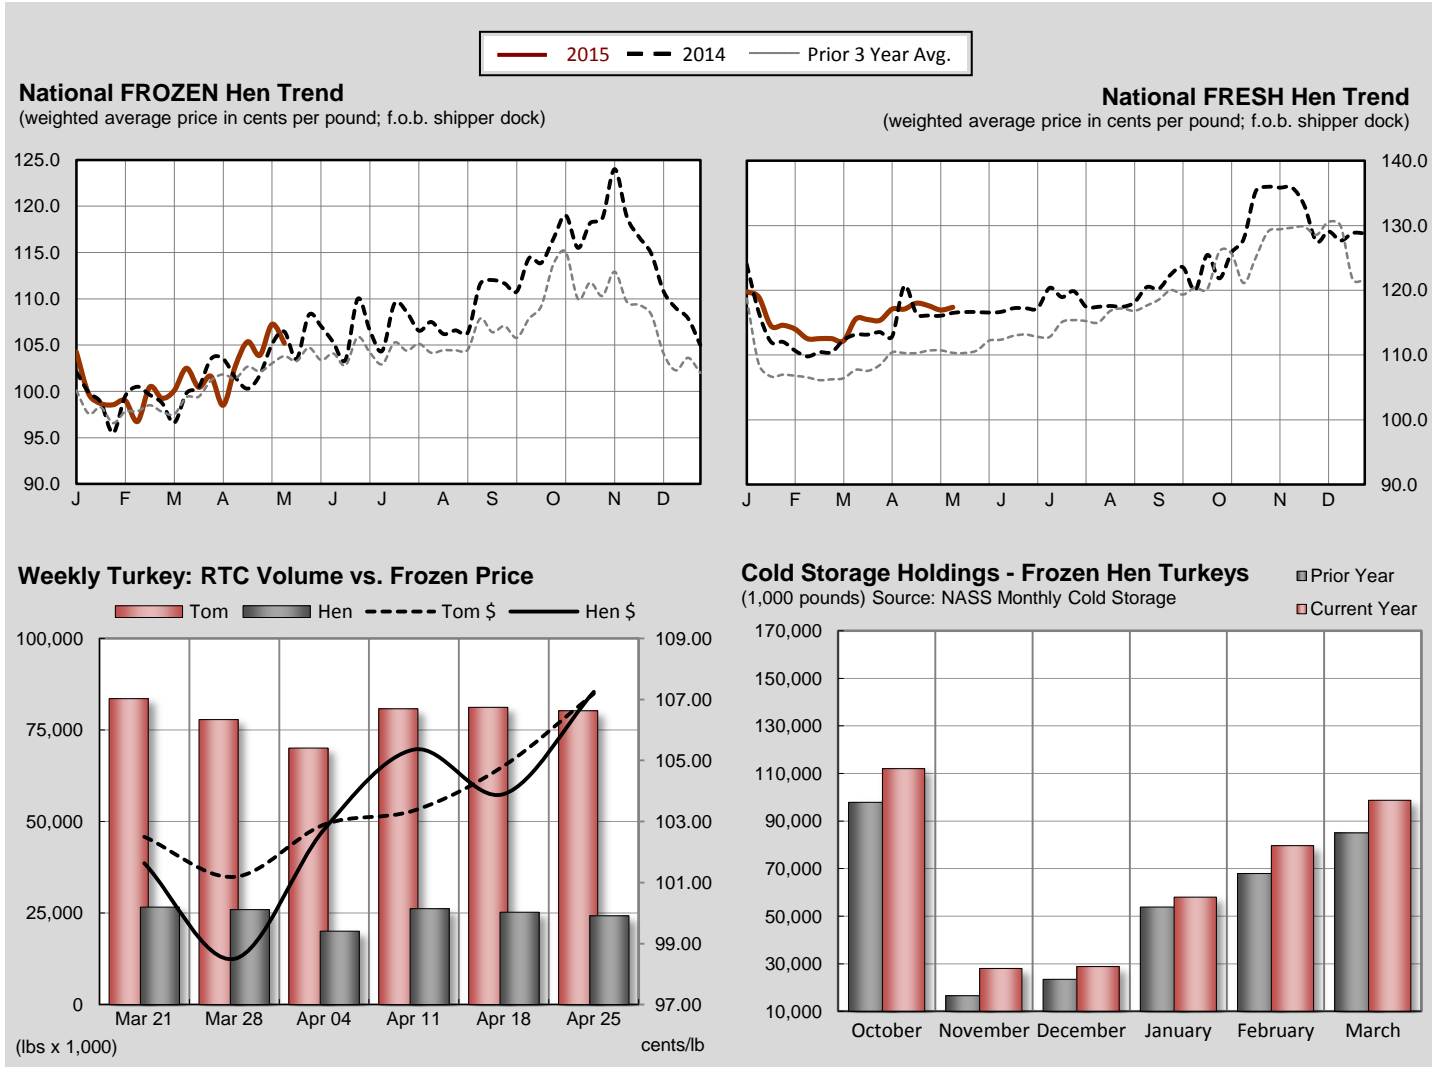 2015 2014 Prior 3 Year Avg.
National FROZEN Hen Trend
(weighted average price in cents per pound; f.o.b. shipper dock)
125.0
120.0
115.0
110.0
105.0
100.0
95.0
90.0
J F M A M J J A S O N D
National FRESH Hen Trend
(weighted average price in cents per pound; f.o.b. shipper dock)
140.0
130.0
120.0
110.0
100.0
90.0
J F M A M J J A S O N D
Weekly Turkey: RTC Volume vs. Frozen Price
Tom Hen Tom $ Hen $
100,000
75,000
50,000
25,000
0
109.00
107.00
105.00
103.00
101.00
99.00
97.00
Mar 21 Mar 28 Apr 04 Apr 11 Apr 18 Apr 25
(lbs x 1,000) cents/lb
Cold Storage Holdings - Frozen Hen Turkeys
(1,000 pounds) Source: NASS Monthly Cold Storage
Prior Year
Current Year
170,000
150,000
130,000
110,000
90,000
70,000
50,000
30,000
10,000
October November December January February March